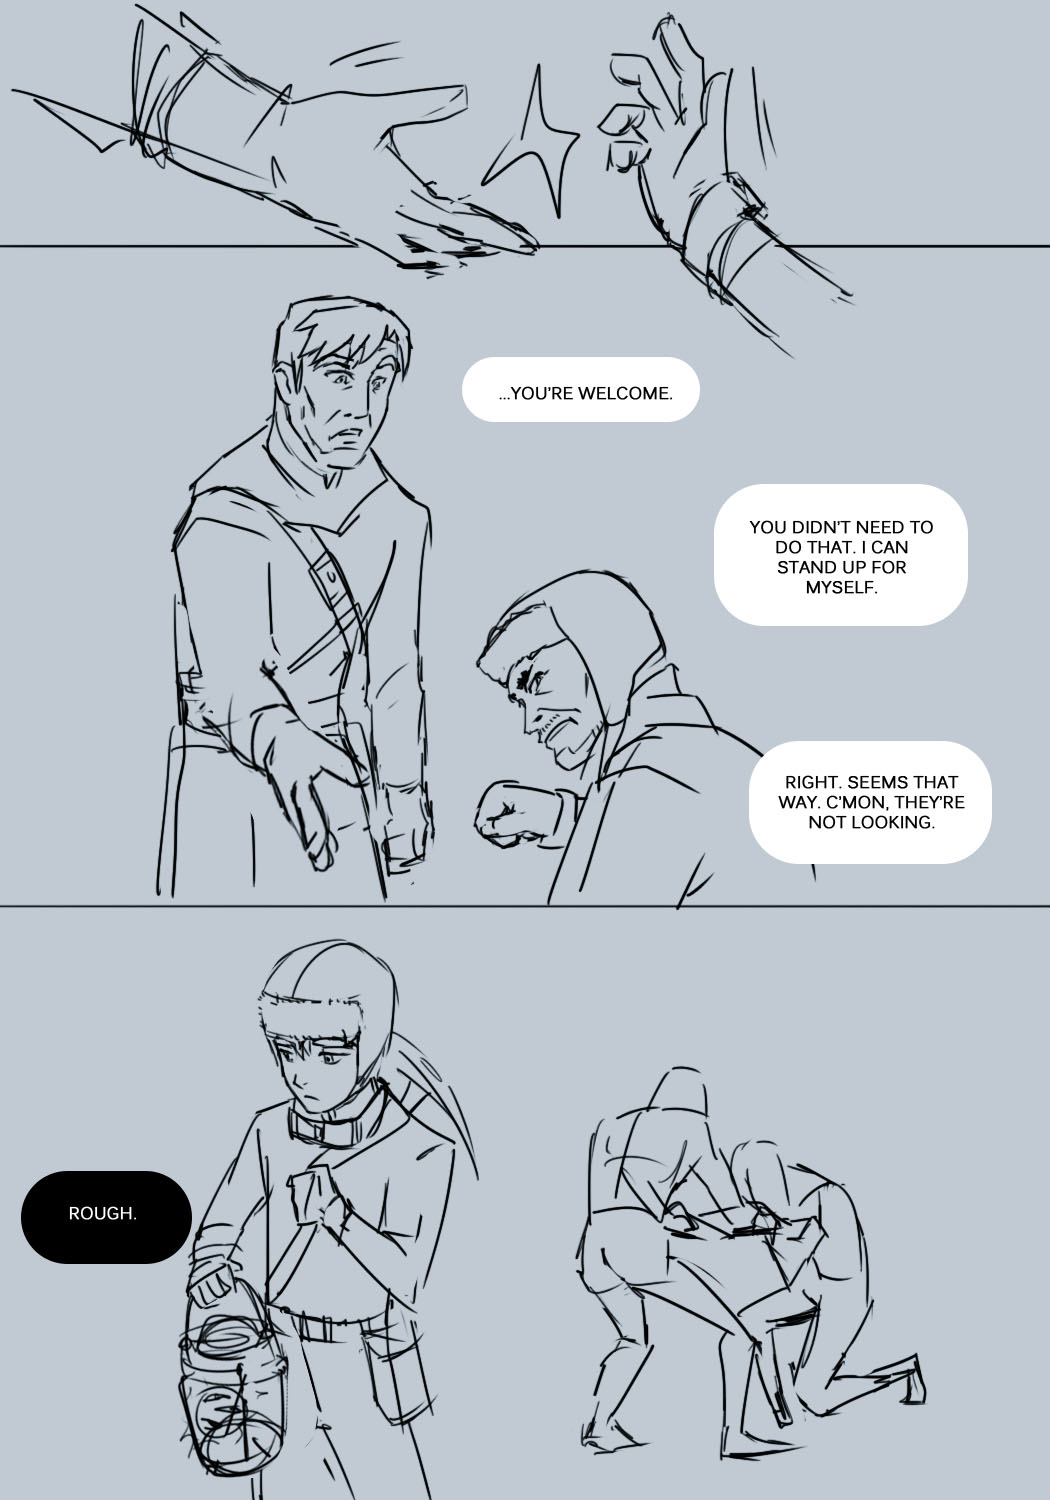 ...YOU'RE WELCOME.
YOU DIDN'T NEED TO
DO THAT. I CAN
STAND UP FOR
MYSELF.
RIGHT. SEEMS THAT
WAY. C'MON, THEY'RE
NOT LOOKING.
ROUGH.